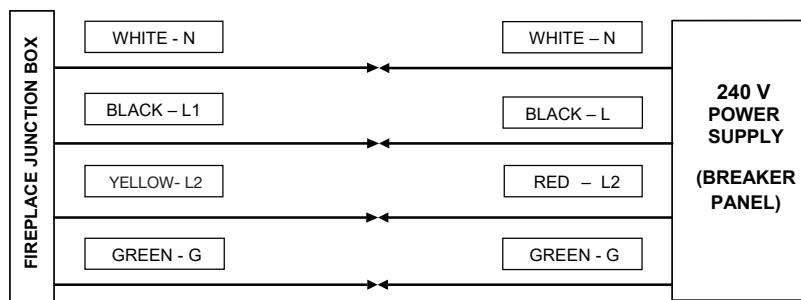 FIREPLACE JUNCTION BOX
WHITE - N
WHITE – N
BLACK – L1
BLACK – L
YELLOW- L2
RED – L2
GREEN - G
GREEN - G
240 V
POWER
SUPPLY
(BREAKER
PANEL)